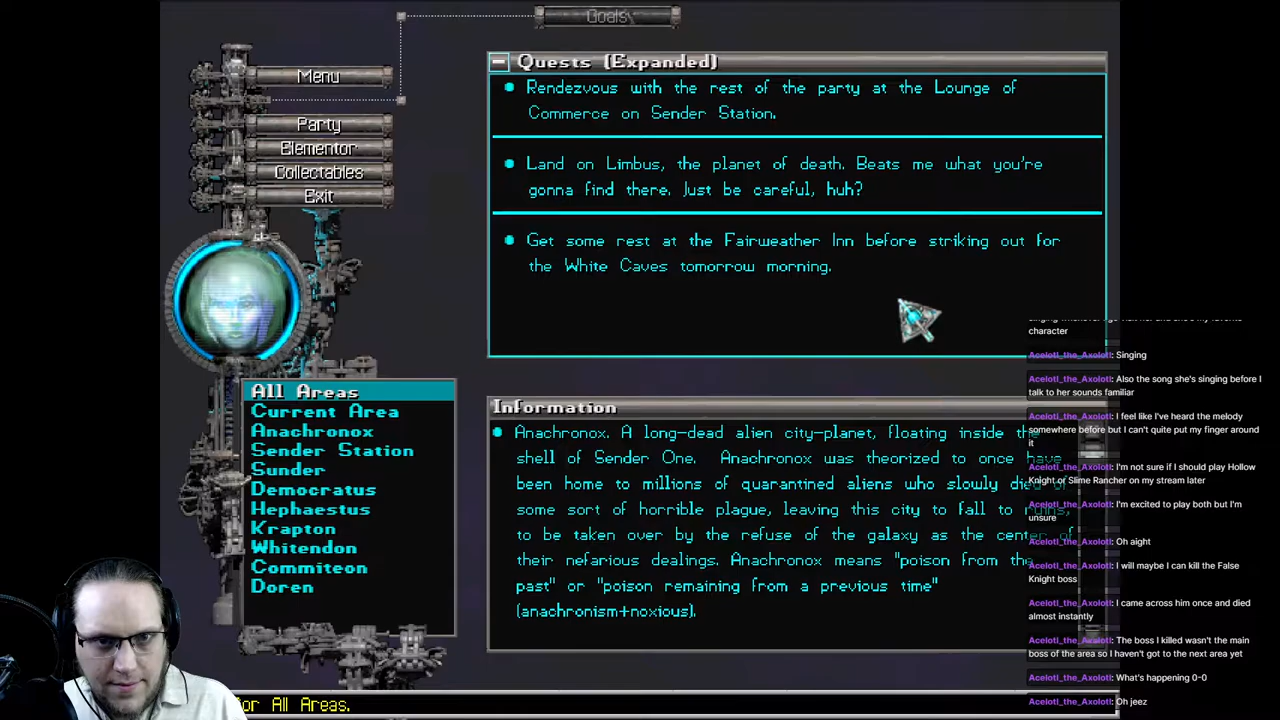 Goals
Menu
Party
Elementor
Collectables
Exit
Quests (Expanded)
Rendezvous with the rest of the party at the Lounge of
Commerce on Sender Station.
Land on Limbus, the planet of death. Beats me what you're
gonna find there. Just be careful, huh?
Get some rest at the Fairweather Inn before striking out for
the White Caves tomorrow morning.
All Areas
Current Area
Anachronox
Sender Station
Sunder
Democratus
Hephaestus
Krapton
Whitendon
Commiteon
Doren
Information
Anachronox. A long-dead alien city-planet, floating inside the
shell of Sender One. Anachronox was theorized to once have
been home to millions of quarantined aliens who slowly died of
some sort of horrible plague, leaving this city to fall to ruins,
to be taken over by the refuse of the galaxy as the center of
their nefarious dealings. Anachronox means "poison from the
past" or "poison remaining from a previous time"
(anachronism+noxious).
or All Areas.
character
Acelotl_the_Axolotl: Singing
Acelotl_the_Axolotl: Also the song she's singing before I
talk to her sounds familiar
Acelotl_the_Axolotl: I feel like I've heard the melody
somewhere before but I can't quite put my finger around
it
Acelotl_the_Axolotl: I'm not sure if I should play Hollow
Knight or Slime Rancher on my stream later
Acelotl_the_Axolotl: I'm excited to play both but I'm
unsure
Acelotl_the_Axolotl: Oh aight
Acelotl_the_Axolotl: I will maybe I can kill the False
Knight boss
Acelotl_the_Axolotl: I came across him once and died
almost instantly
Acelotl_the_Axolotl: The boss I killed wasn't the main
boss of the area so I haven't got to the next area yet
Acelotl_the_Axolotl: What's happening 0-0
Acelotl_the_Axolotl: Oh jeez